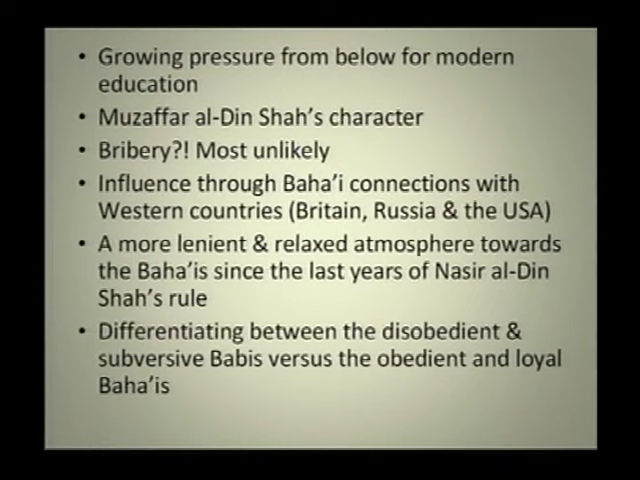 • Growing pressure from below for modern
education
• Muzaffar al-Din Shah's character
• Bribery?! Most unlikely
• Influence through Baha'i connections with
Western countries (Britain, Russia & the USA)
• A more lenient & relaxed atmosphere towards
the Baha'is since the last years of Nasir al-Din
Shah's rule
• Differentiating between the disobedient &
subversive Babis versus the obedient and loyal
Baha'is